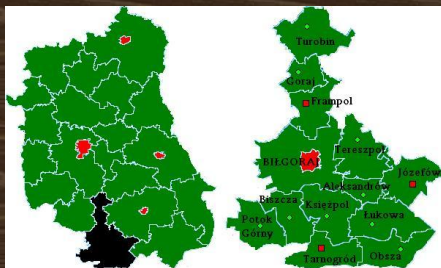 Turobin
Goraj
Frampol
Tereszpol
BIŁGORAJ
Józefów
Aleksandrów
Biszcza
Księżpol
Łukowa
Potok
Górny
Tarnogród
Obsza